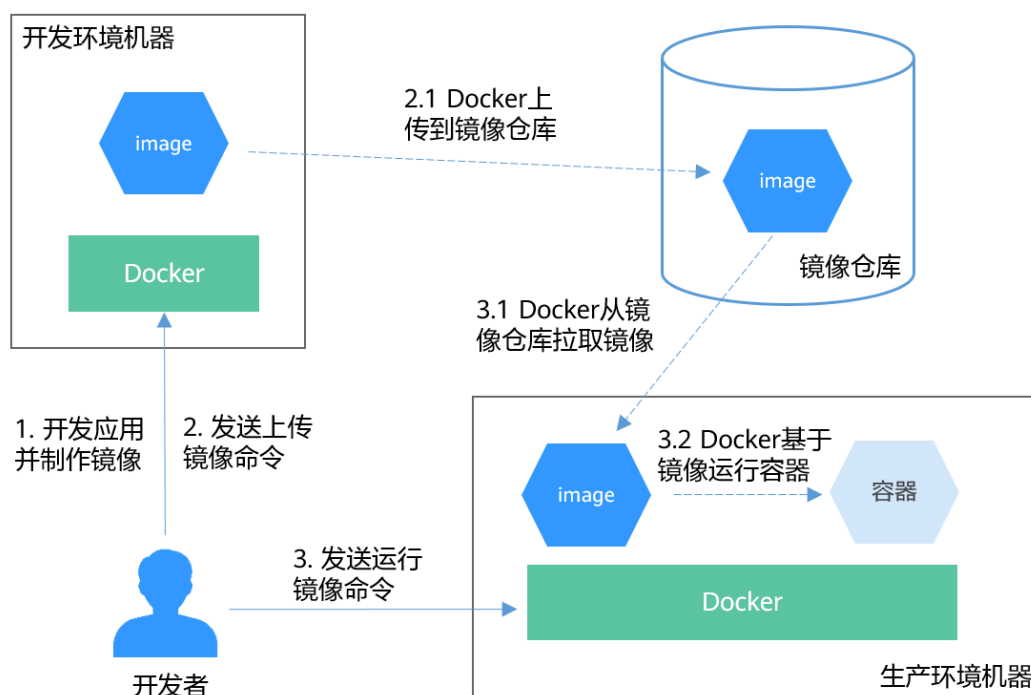 开发环境机器
image
Docker
2.1 Docker上
传到镜像仓库
image
镜像仓库
3.1 Docker从镜
像仓库拉取镜像
1. 开发应用
并制作镜像
2. 发送上传
镜像命令
3. 发送运行
镜像命令
开发者
image
3.2 Docker基于
镜像运行容器
容器
Docker
生产环境机器